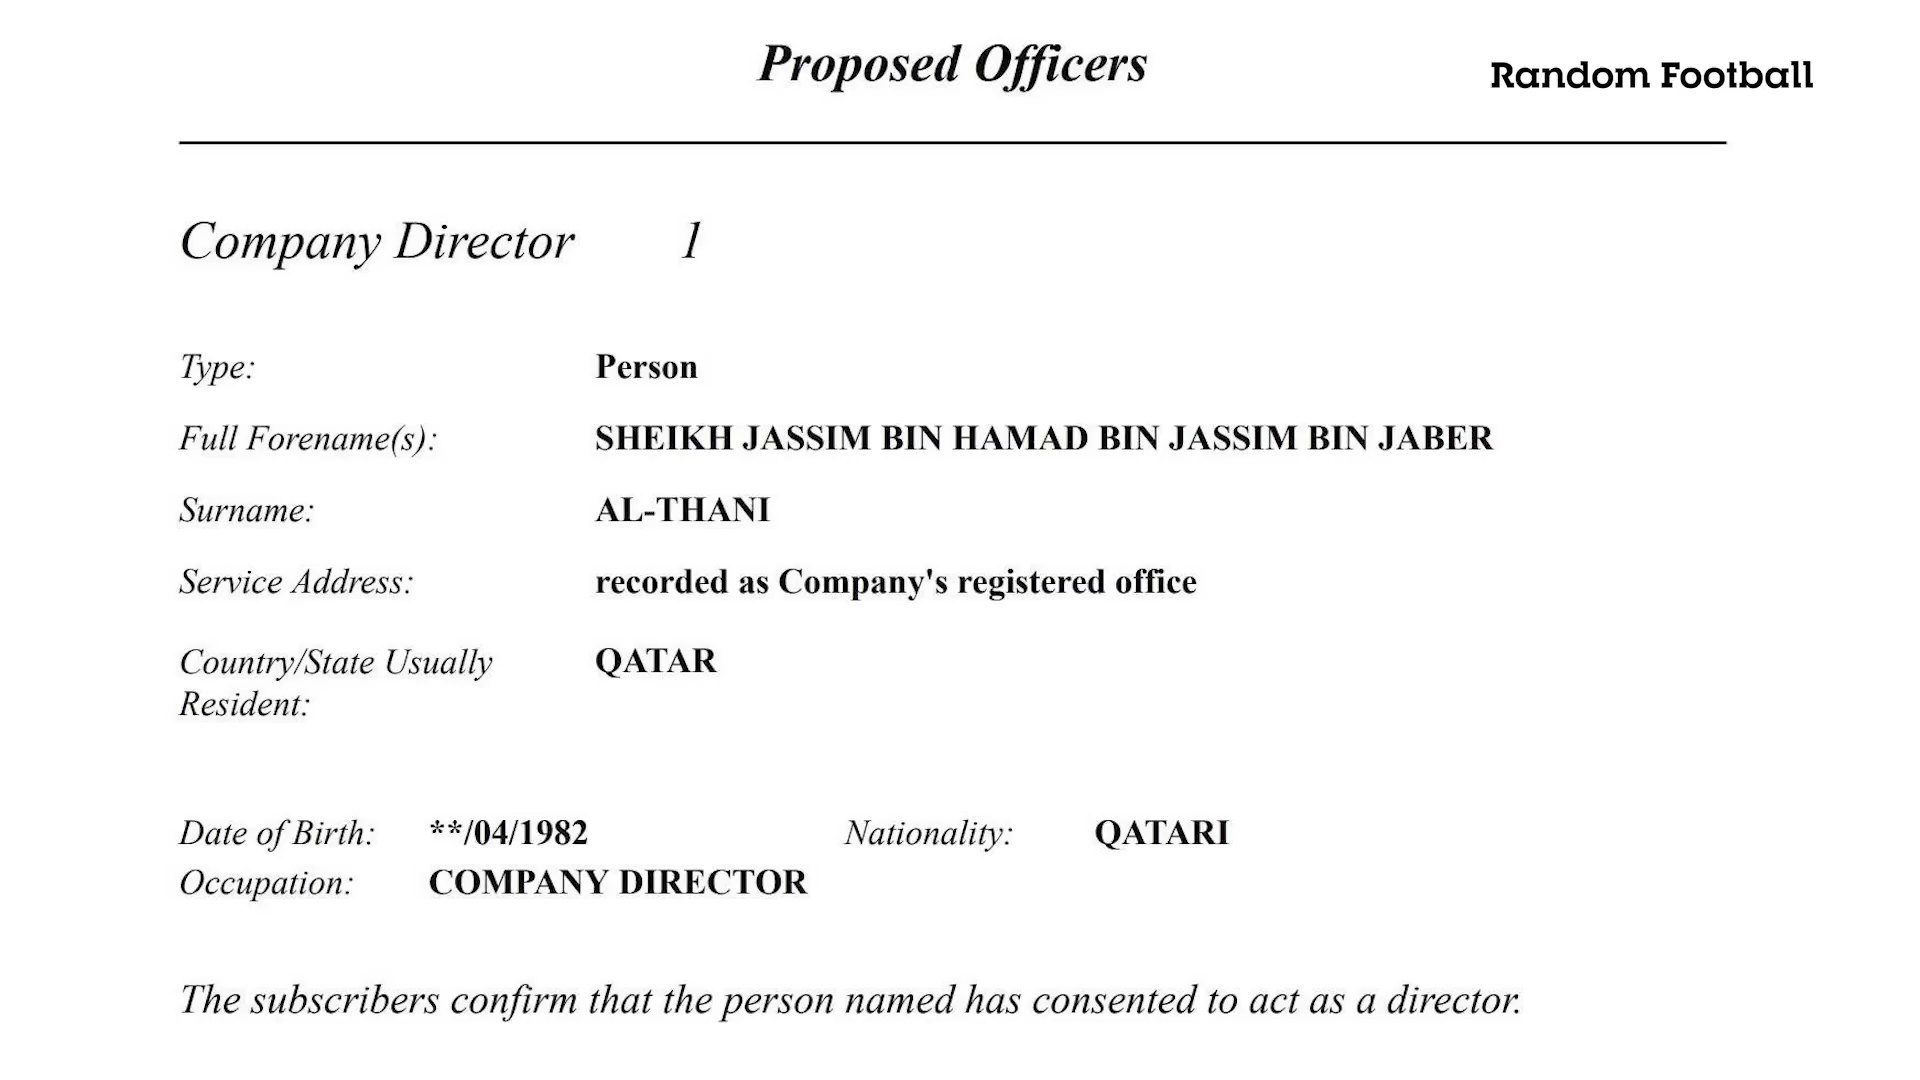 Proposed Officers
Random Football
Company Director 1
Type: Person
Full Forename(s): SHEIKH JASSIM BIN HAMAD BIN JASSIM BIN JABER
Surname: AL-THANI
Service Address: recorded as Company's registered office
Country/State Usually QATAR
Resident:
Date of Birth: **/04/1982 Nationality: QATARI
Occupation: COMPANY DIRECTOR
The subscribers confirm that the person named has consented to act as a director.